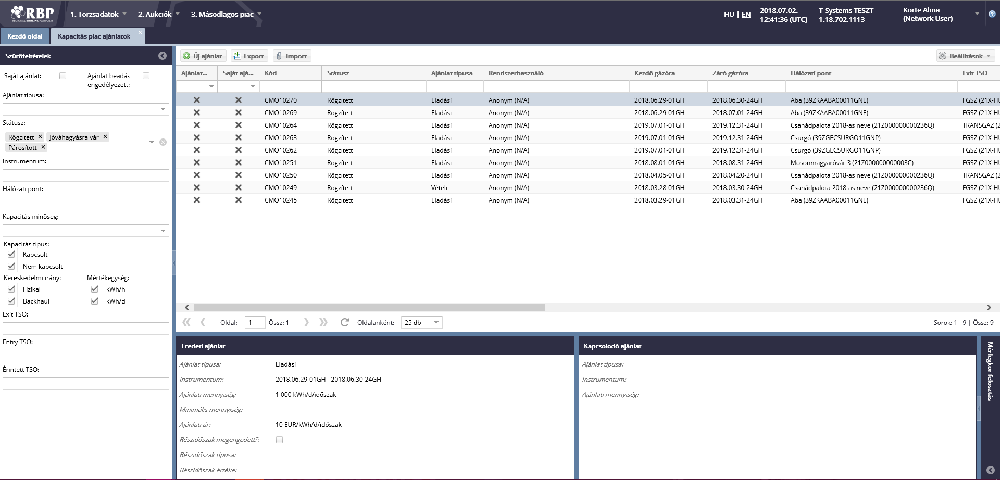 RBP
REGIONAL BOOKING PLATFORM
1. Törzsadatok
2. Aukciók
3. Másodlagos piac
HU | EN
2018.07.02.
12:41:36 (UTC)
T-Systems TESZT
1.18.702.1113
Körte Alma
(Network User)
Kezdő oldal
Kapacitás piac ajánlatok
Szűrőfeltételek
Saját ajánlat:
Ajánlat beadás
engedélyezett:
Ajánlat típusa:
Státusz:
Rögzített
Jóváhagyásra vár
Párosított
Instrumentum:
Hálózati pont:
Kapacitás minőség:
Kapacitás típus:
Kapcsolt
Nem kapcsolt
Kereskedelmi irány:
Mértékegység:
Fizikai
kWh/h
Backhaul
kWh/d
Exit TSO:
Entry TSO:
Érintett TSO:
Új ajánlat
Export
Import
Beállítások
Ajánlat... Saját ajá... Kód Státusz Ajánlat típusa Rendszerhasználó Kezdő gázóra Záró gázóra Hálózati pont Exit TSO
CMO10270 Rögzített Eladási Anonym (N/A) 2018.06.29-01GH 2018.06.30-24GH Aba (39ZKAABA00011GNE) FGSZ (21X-HU
CMO10269 Rögzített Eladási Anonym (N/A) 2018.06.29-01GH 2018.07.01-24GH Aba (39ZKAABA00011GNE) FGSZ (21X-HU
CMO10264 Rögzített Eladási Anonym (N/A) 2019.07.01-01GH 2019.12.31-24GH Csanádpalota 2018-as neve (21Z000000000236Q) TRANSGAZ (2
CMO10263 Rögzített Eladási Anonym (N/A) 2019.07.01-01GH 2019.12.31-24GH Csurgó (39ZGECSURGO11GNP) FGSZ (21X-HU
CMO10262 Rögzített Eladási Anonym (N/A) 2019.07.01-01GH 2019.12.31-24GH Csurgó (39ZGECSURGO11GNP) FGSZ (21X-HU
CMO10251 Rögzített Eladási Anonym (N/A) 2018.08.01-01GH 2018.08.31-24GH Mosonmagyaróvár 3 (21Z000000000003C) FGSZ (21X-HU
CMO10250 Rögzített Eladási Anonym (N/A) 2018.04.05-01GH 2018.04.20-24GH Csanádpalota 2018-as neve (21Z000000000236Q) TRANSGAZ (2
CMO10249 Rögzített Vételi Anonym (N/A) 2018.03.28-01GH 2018.03.30-24GH Csanádpalota 2018-as neve (21Z000000000236Q) FGSZ (21X-HU
CMO10245 Rögzített Eladási Anonym (N/A) 2018.03.29-01GH 2018.03.31-24GH Aba (39ZKAABA00011GNE) FGSZ (21X-HU
Oldal: 1 Össz: 1
Oldalanként: 25 db
Sorok: 1 - 9 | Össz: 9
Eredeti ajánlat
Ajánlat típusa: Eladási
Instrumentum: 2018.06.29-01GH - 2018.06.30-24GH
Ajánlati mennyiség: 1 000 kWh/d/időszak
Minimális mennyiség:
Ajánlati ár: 10 EUR/kWh/d/időszak
Részidőszak megengedett?:
Részidőszak típusa:
Részidőszak értéke:
Kapcsolodó ajánlat
Ajánlat típusa:
Instrumentum:
Ajánlati mennyiség:
Mérlegkör felosztás